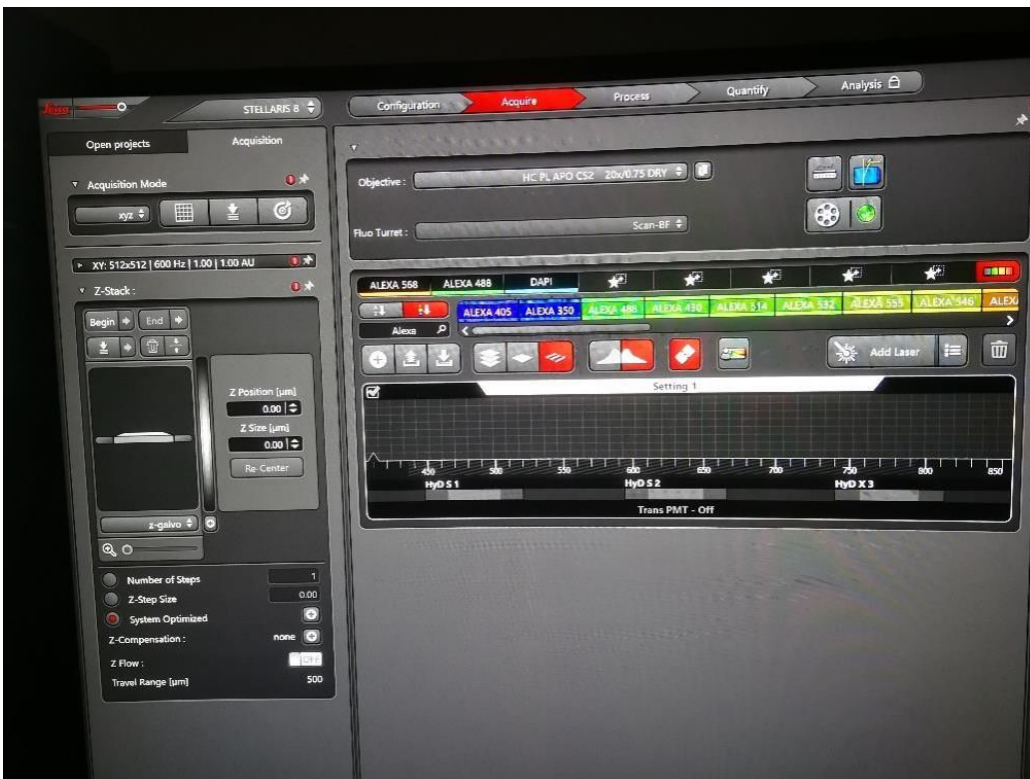 Leica
STELLARIS 8
Configuration
Acquire
Process
Quantify
Analysis
Open projects
Acquisition
Acquisition Mode
xyz
XY: 512x512 | 600 Hz | 1.00 | 1.00 AU
Z-Stack :
Begin
End
Z Position [µm]
0.00
Z Size [µm]
0.00
Re-Center
z-galvo
Number of Steps
1
Z-Step Size
0.00
System Optimized
Z-Compensation :
none
Z Flow :
OFF
Travel Range [µm]
500
Objective :
HC PL APO CS2 20x/0.75 DRY
Fluo Turret :
Scan-BF
ALEXA 568
ALEXA 488
DAPI
ALEXA 405
ALEXA 350
ALEXA 488
ALEXA 430
ALEXA 514
ALEXA 532
ALEXA 555
ALEXA 546
ALEXA
Alexa
Add Laser
Setting 1
450 500 550 600 650 700 750 800 850
HyD S 1
HyD S 2
HyD X 3
Trans PMT - Off